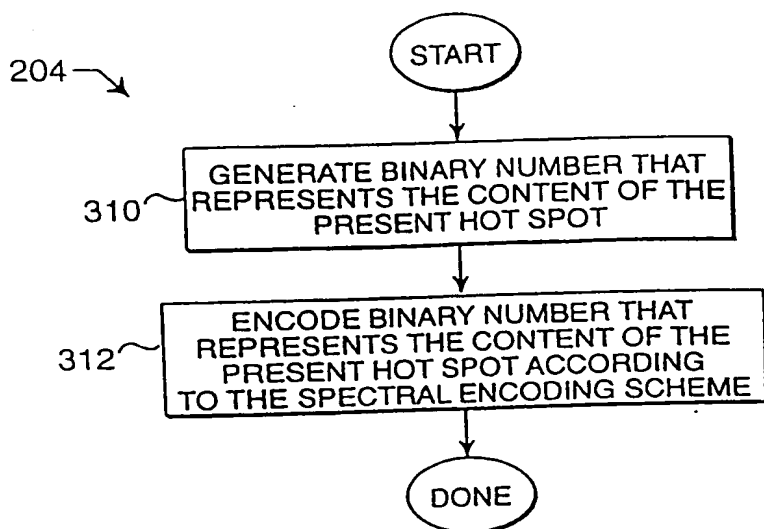 START
204
GENERATE BINARY NUMBER THAT
REPRESENTS THE CONTENT OF THE
PRESENT HOT SPOT
310
ENCODE BINARY NUMBER THAT
REPRESENTS THE CONTENT OF THE
PRESENT HOT SPOT ACCORDING
TO THE SPECTRAL ENCODING SCHEME
312
DONE